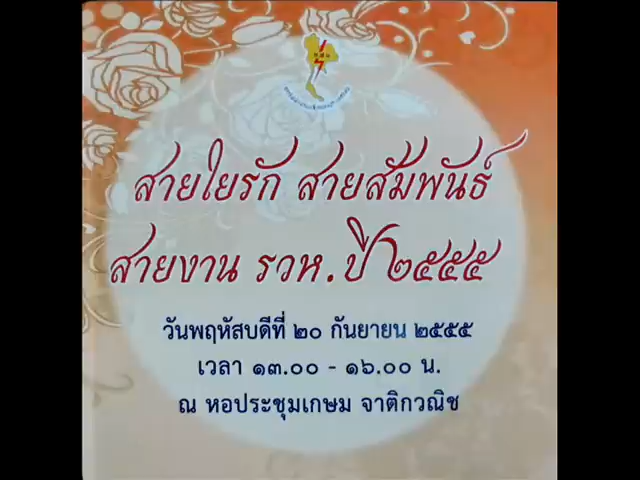 สายใยรัก สายสัมพันธ์
สายงาน รวห.ปี ๒๕๕๕
วันพฤหัสบดีที่ ๒๐ กันยายน ๒๕๕๕
เวลา ๑๓.๐๐ - ๑๖.๐๐ น.
ณ หอประชุมเกษม จาติกวณิช